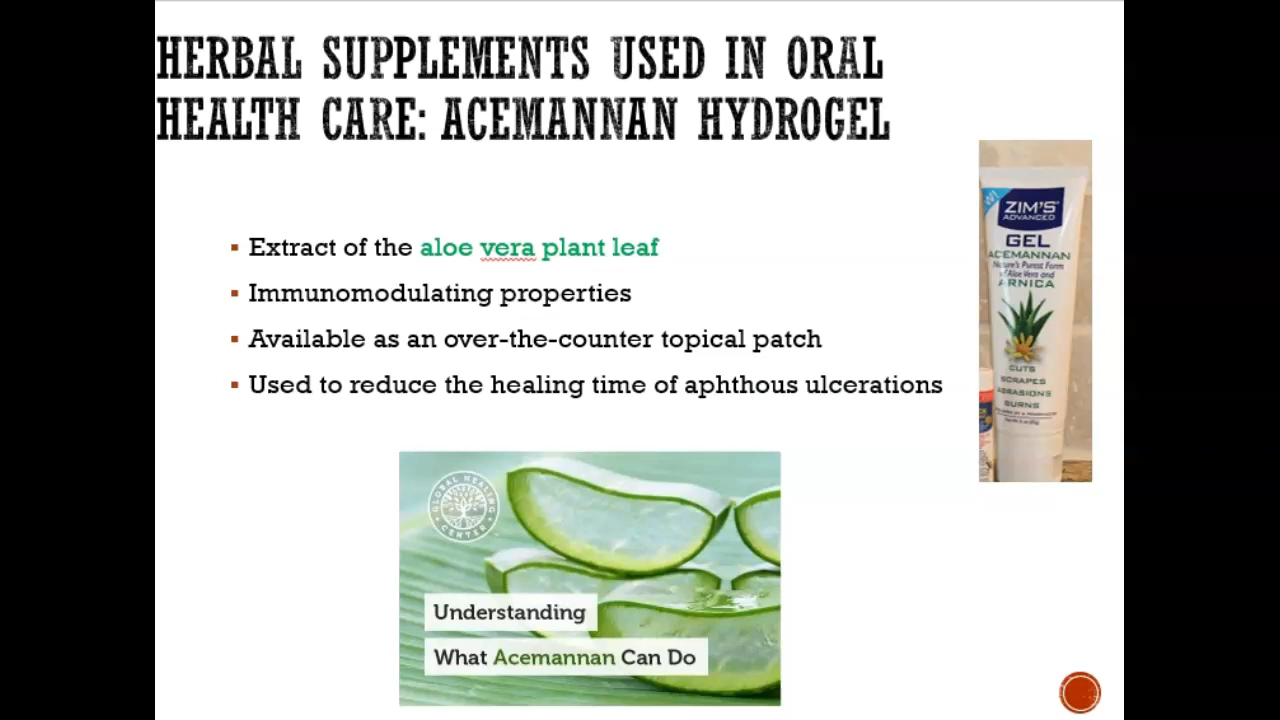 HERBAL SUPPLEMENTS USED IN ORAL
HEALTH CARE: ACEMANNAN HYDROGEL
Extract of the aloe vera plant leaf
Immunomodulating properties
Available as an over-the-counter topical patch
Used to reduce the healing time of aphthous ulcerations
ZIM'S
ADVANCED
GEL
ACEMANNAN
Nature's Purest Form
of Aloe Vera and
ARNICA
CUTS
SCRAPES
ABRASIONS
BURNS
GLOBAL HEALING
CENTER
Understanding
What Acemannan Can Do